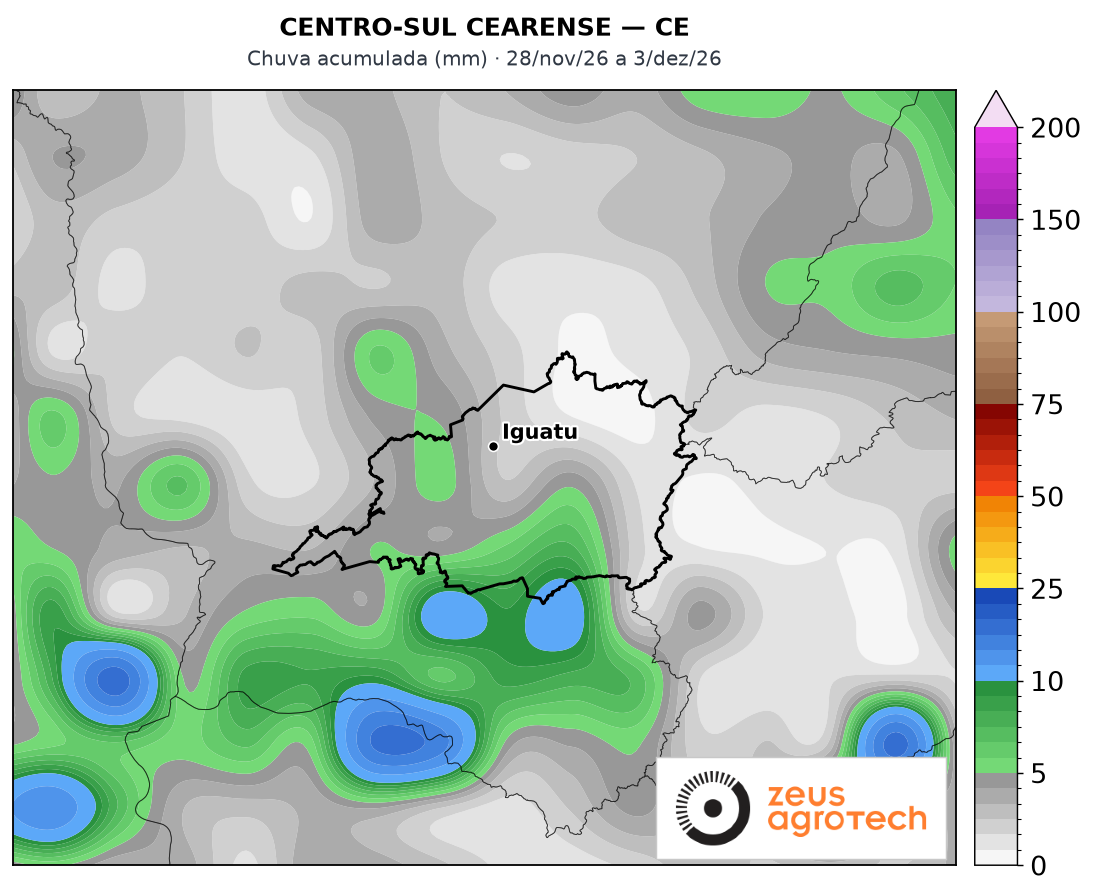 CENTRO-SUL CEARENSE — CE
Chuva acumulada (mm) · 28/nov/26 a 3/dez/26
200
150
100
75
50
25
10
5
0
Iguatu
zeus
agrotech